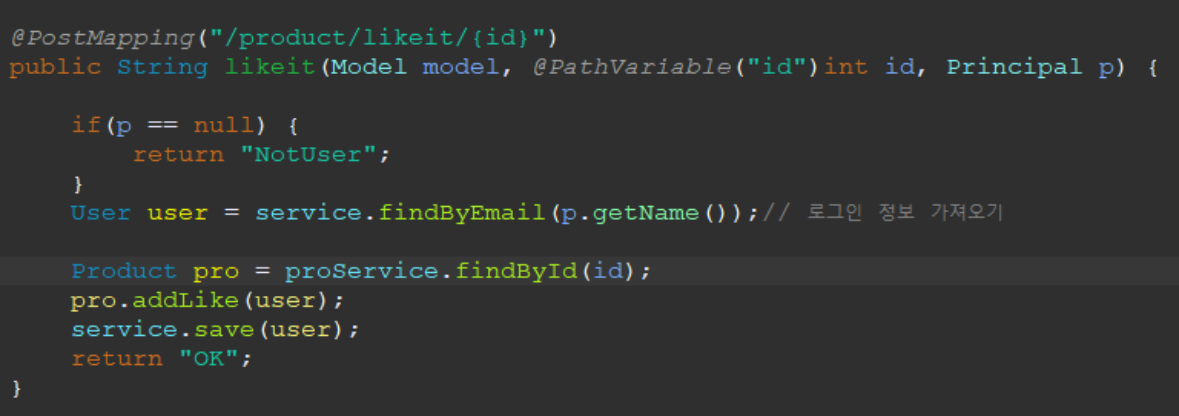 @PostMapping("/product/likeit/{id}")
public String likeit(Model model, @PathVariable("id")int id, Principal p) {
if(p == null) {
return "NotUser";
}
User user = service.findByEmail(p.getName());// 로그인 정보 가져오기
Product pro = proService.findById(id);
pro.addLike(user);
service.save(user);
return "OK";
}